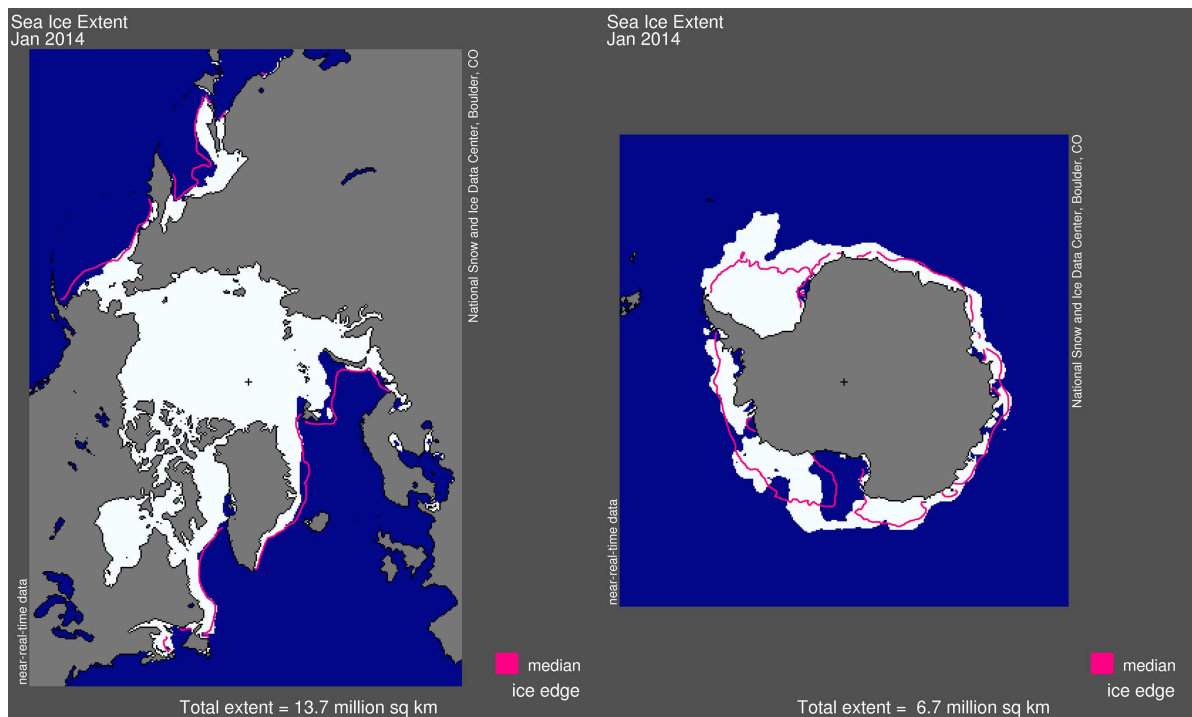 Sea Ice Extent
Jan 2014
National Snow and Ice Data Center, Boulder, CO
near-real-time data
median
ice edge
Total extent = 13.7 million sq km
Sea Ice Extent
Jan 2014
National Snow and Ice Data Center, Boulder, CO
near-real-time data
median
ice edge
Total extent = 6.7 million sq km